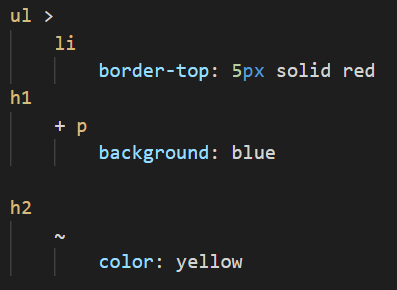 ul >
li
border-top: 5px solid red
h1
+ p
background: blue
h2
~
color: yellow